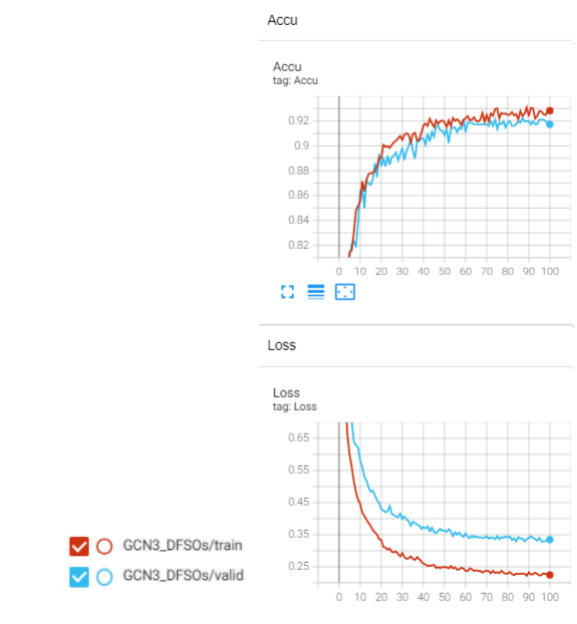 Accu
Accu
tag: Accu
0.92
0.9
0.88
0.86
0.84
0.82
0 10 20 30 40 50 60 70 80 90 100
Loss
Loss
tag: Loss
0.65
0.55
0.45
0.35
0.25
0 10 20 30 40 50 60 70 80 90 100
GCN3_DFSOs/train
GCN3_DFSOs/valid